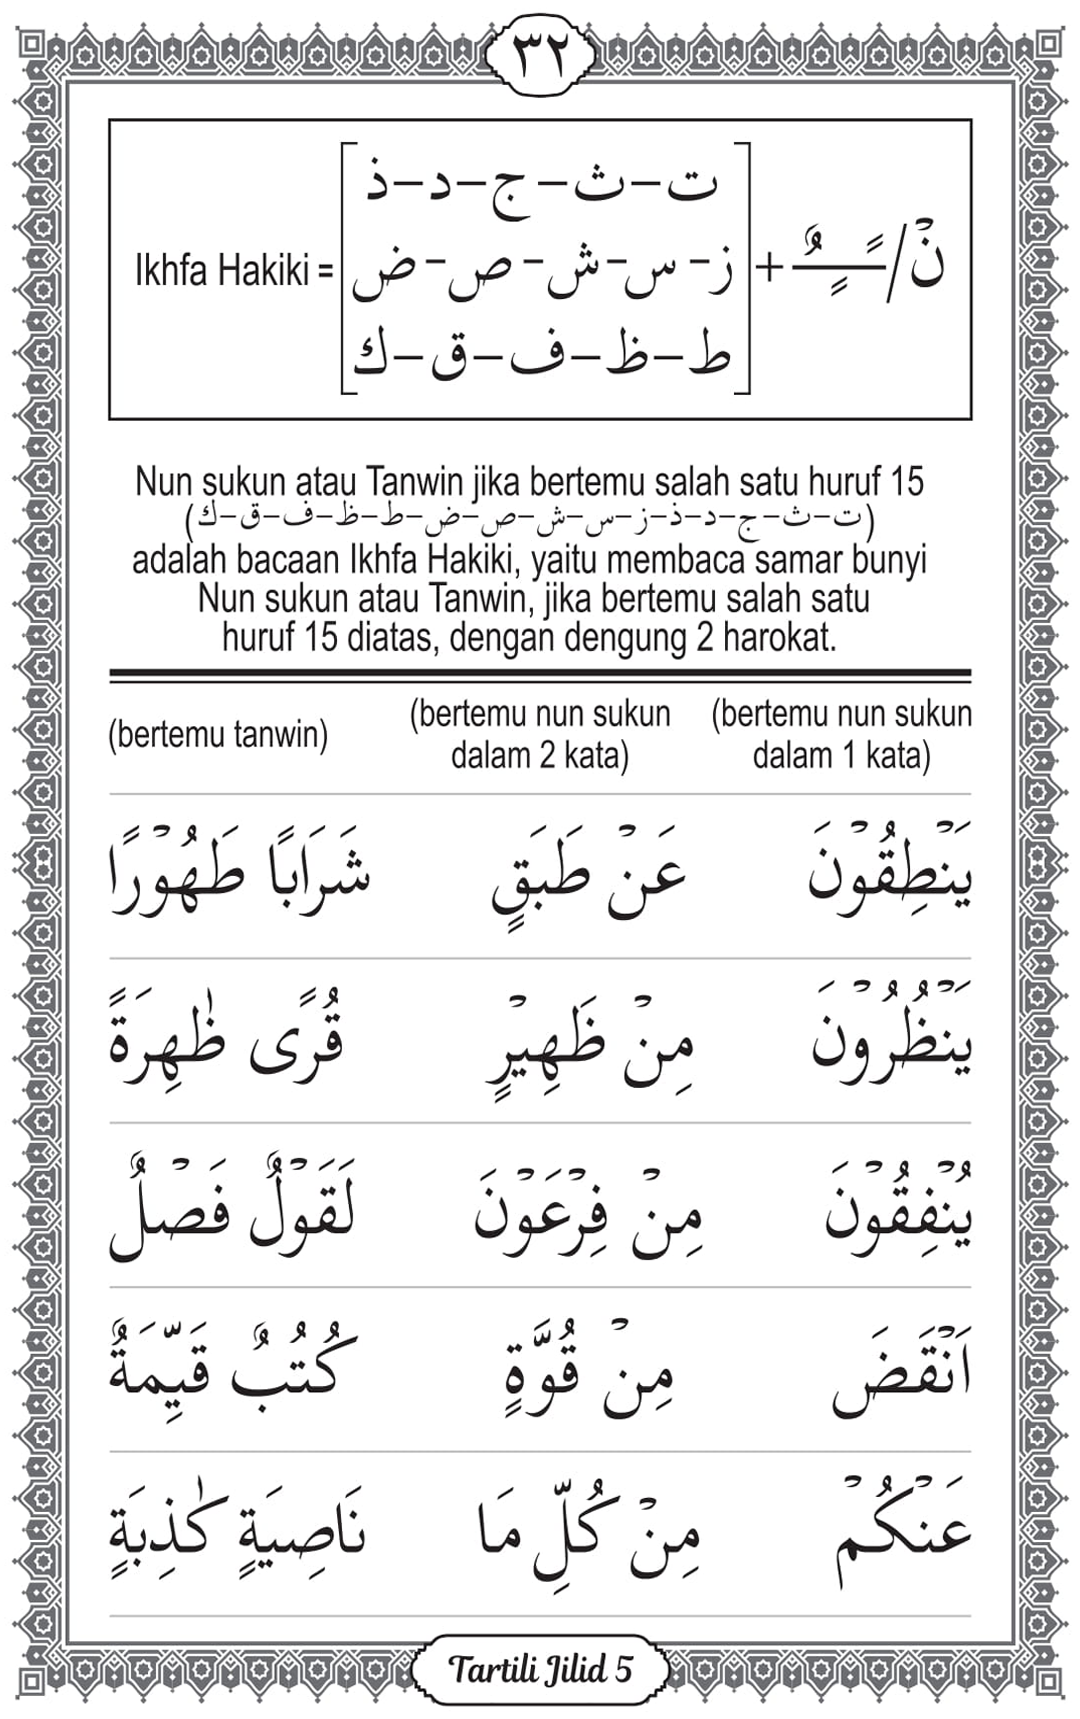 ٣٢
ت – ث – ج – د – ذ
نْ / ـًـٍـٌ + ز – س – ش – ص – ض = Ikhfa Hakiki
ط – ظ – ف – ق – ك
Nun sukun atau Tanwin jika bertemu salah satu huruf 15
(ت–ث–ج–د–ذ–ز–س–ش–ص–ض–ط–ظ–ف–ق–ك)
adalah bacaan Ikhfa Hakiki, yaitu membaca samar bunyi
Nun sukun atau Tanwin, jika bertemu salah satu
huruf 15 diatas, dengan dengung 2 harokat.
(bertemu tanwin) (bertemu nun sukun dalam 2 kata) (bertemu nun sukun dalam 1 kata)
يَنْطِقُوْنَ عَنْ طَبَقٍ شَرَابًا طَهُوْرًا
يَنْظُرُوْنَ مِنْ ظَهِيْرٍ قُرًى ظٰهِرَةً
يُنْفِقُوْنَ مِنْ فِرْعَوْنَ لَقَوْلٌ فَصْلٌ
اَنْقَضَ مِنْ قُوَّةٍ كُتُبٌ قَيِّمَةٌ
عَنْكُمْ مِنْ كُلِّ مَا نَاصِيَةٍ كٰذِبَةٍ
Tartili Jilid 5